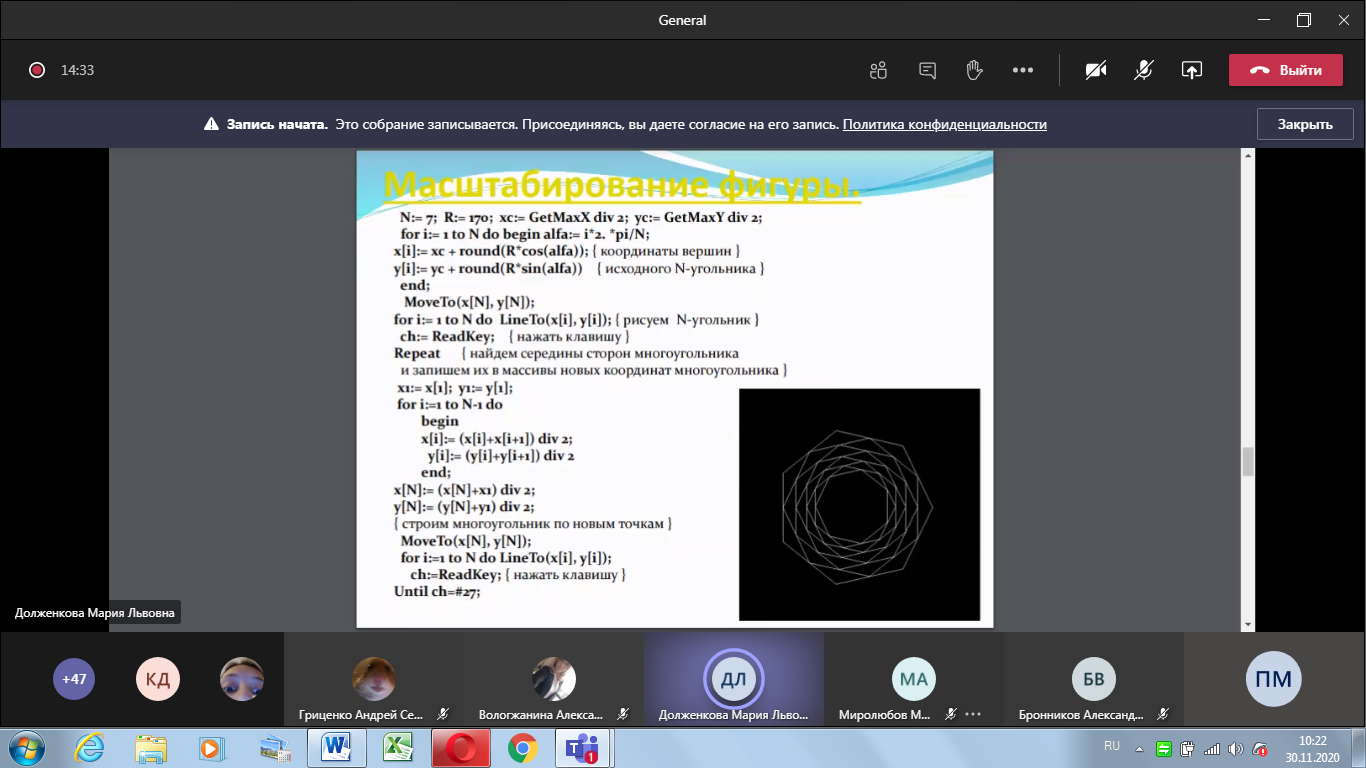 General
14:33
Выйти
Запись начата. Это собрание записывается. Присоединяясь, вы даете согласие на его запись. Политика конфиденциальности
Закрыть
Масштабирование фигуры.
N:= 7; R:= 170; xc:= GetMaxX div 2; yc:= GetMaxY div 2;
for i:= 1 to N do begin alfa:= i*2. *pi/N;
x[i]:= xc + round(R*cos(alfa)); { координаты вершин }
y[i]:= yc + round(R*sin(alfa)) { исходного N-угольника }
end;
MoveTo(x[N], y[N]);
for i:= 1 to N do LineTo(x[i], y[i]); { рисуем N-угольник }
ch:= ReadKey; { нажать клавишу }
Repeat { найдем середины сторон многоугольника
и запишем их в массивы новых координат многоугольника }
x1:= x[1]; y1:= y[1];
for i:=1 to N-1 do
begin
x[i]:= (x[i]+x[i+1]) div 2;
y[i]:= (y[i]+y[i+1]) div 2
end;
x[N]:= (x[N]+x1) div 2;
y[N]:= (y[N]+y1) div 2;
{ строим многоугольник по новым точкам }
MoveTo(x[N], y[N]);
for i:=1 to N do LineTo(x[i], y[i]);
ch:=ReadKey; { нажать клавишу }
Until ch=#27;
Долженкова Мария Львовна
+47
КД
ДЛ
МА
БВ
ПМ
Гриценко Андрей Се...
Вологжанина Алекса...
Долженкова Мария Льво...
Миролюбов М...
Бронников Александ...
RU
10:22
30.11.2020
1